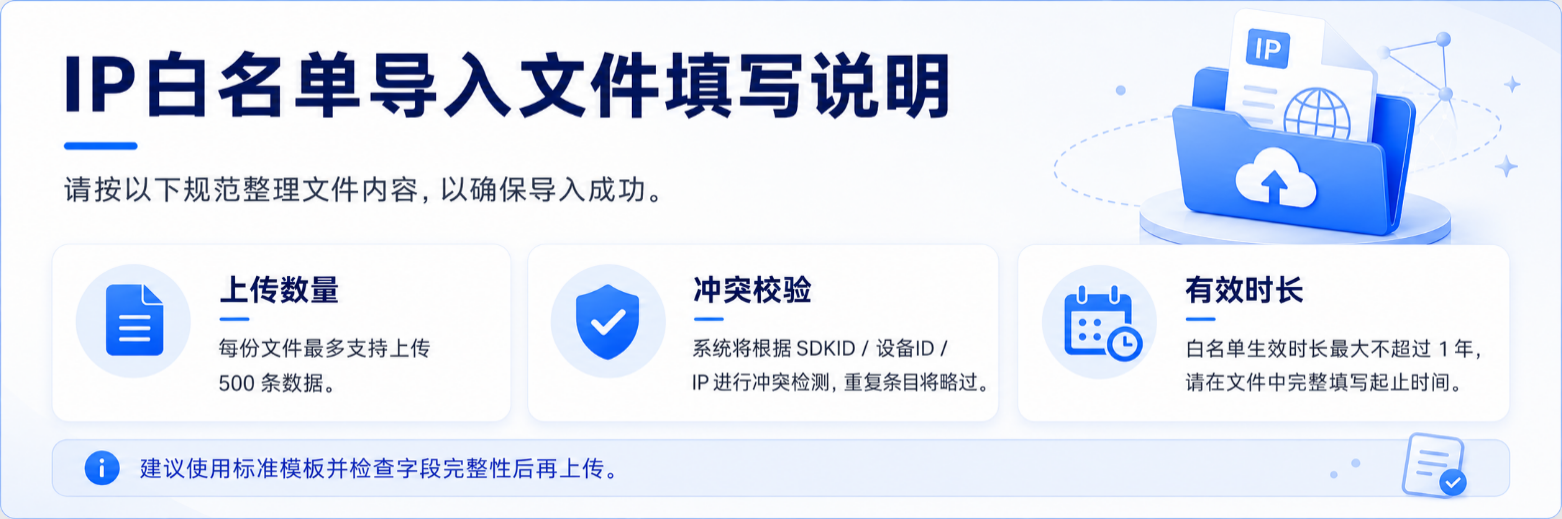 IP白名单导入文件填写说明
请按以下规范整理文件内容，以确保导入成功。
IP
上传数量
每份文件最多支持上传
500 条数据。
冲突校验
系统将根据 SDKID / 设备ID /
IP 进行冲突检测，重复条目将略过。
有效时长
白名单生效时长最大不超过 1 年，
请在文件中完整填写起止时间。
建议使用标准模板并检查字段完整性后再上传。